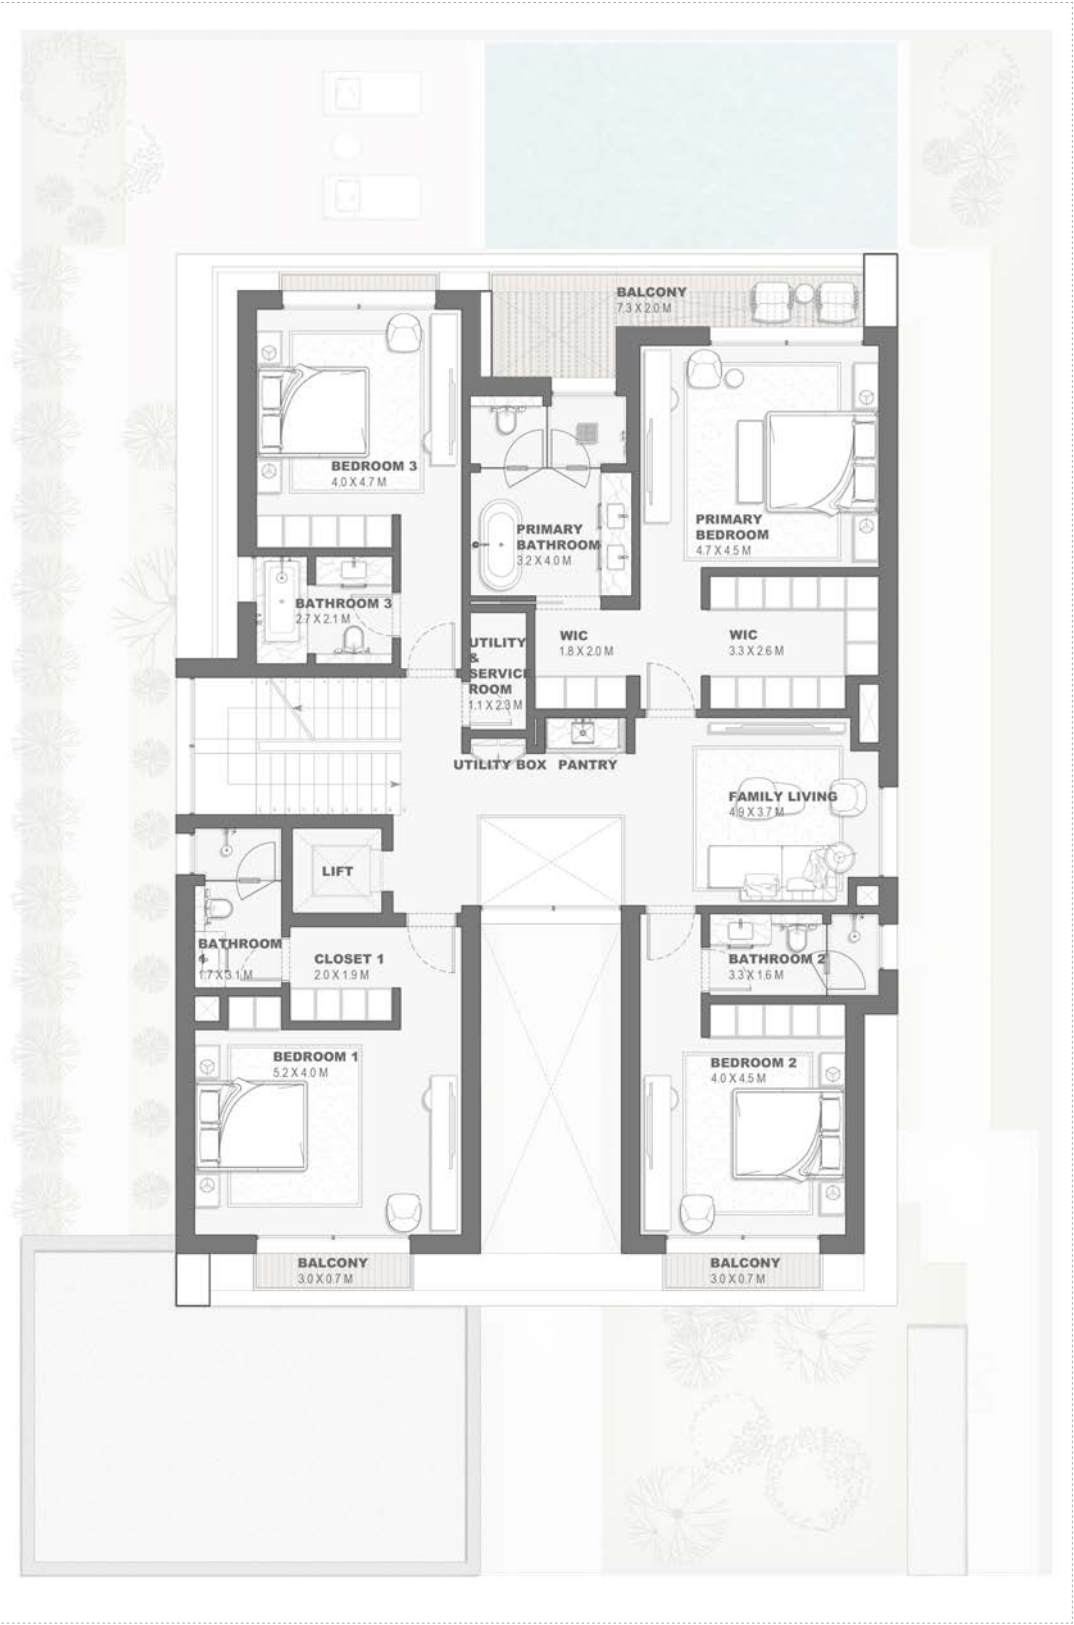 BALCONY
7.3 X 2.0 M
BEDROOM 3
4.0 X 4.7 M
PRIMARY
BEDROOM
4.7 X 4.5 M
PRIMARY
BATHROOM
3.2 X 4.0 M
BATHROOM 3
2.7 X 2.1 M
UTILITY
&
SERVICE
ROOM
1.1 X 2.3 M
WIC
1.8 X 2.0 M
WIC
3.3 X 2.6 M
UTILITY BOX
PANTRY
FAMILY LIVING
4.9 X 3.7 M
LIFT
BATHROOM
1
1.7 X 3.1 M
CLOSET 1
2.0 X 1.9 M
BATHROOM 2
3.3 X 1.6 M
BEDROOM 1
5.2 X 4.0 M
BEDROOM 2
4.0 X 4.5 M
BALCONY
3.0 X 0.7 M
BALCONY
3.0 X 0.7 M